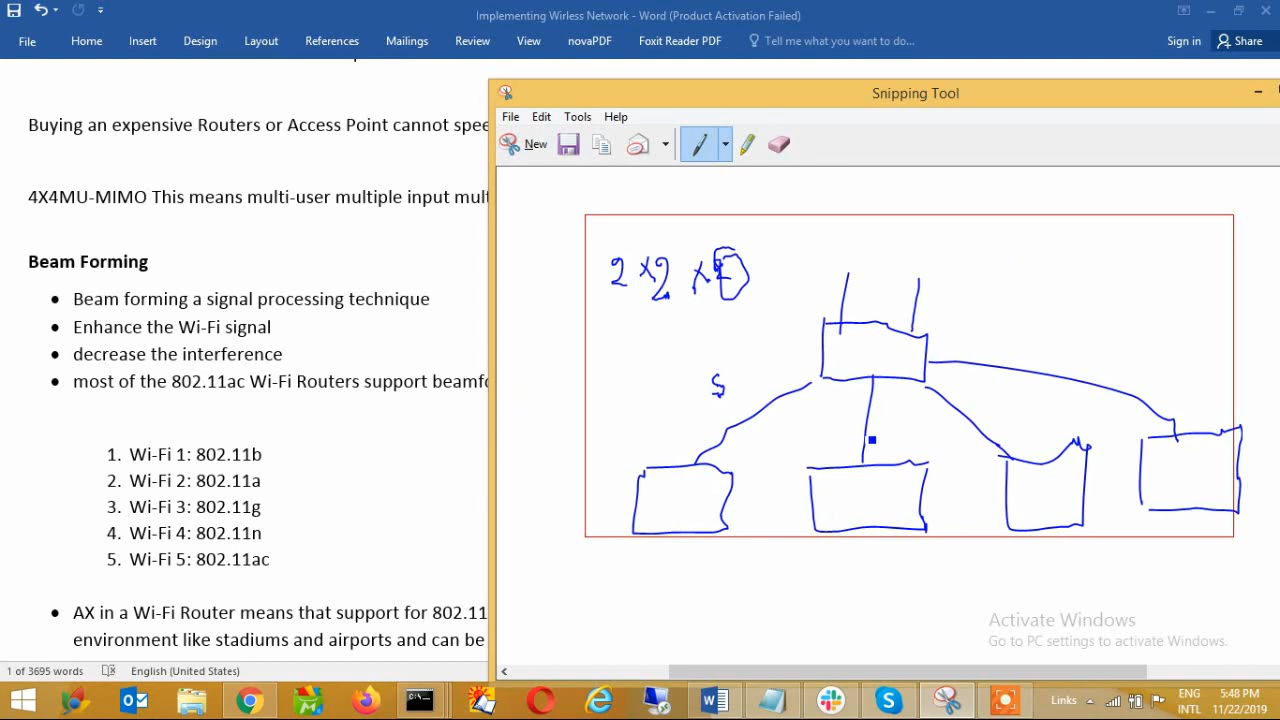 Implementing Wirless Network - Word (Product Activation Failed)
File Home Insert Design Layout References Mailings Review View novaPDF Foxit Reader PDF Tell me what you want to do... Sign in Share
Buying an expensive Routers or Access Point cannot spee
4X4MU-MIMO This means multi-user multiple input mult
Beam Forming
• Beam forming a signal processing technique
• Enhance the Wi-Fi signal
• decrease the interference
• most of the 802.11ac Wi-Fi Routers support beamfo
1. Wi-Fi 1: 802.11b
2. Wi-Fi 2: 802.11a
3. Wi-Fi 3: 802.11g
4. Wi-Fi 4: 802.11n
5. Wi-Fi 5: 802.11ac
• AX in a Wi-Fi Router means that support for 802.11
environment like stadiums and airports and can be
1 of 3695 words English (United States)
Snipping Tool
File Edit Tools Help
New
2 x2 x
S
Activate Windows
Go to PC settings to activate Windows.
Links ENG 5:48 PM
INTL 11/22/2019